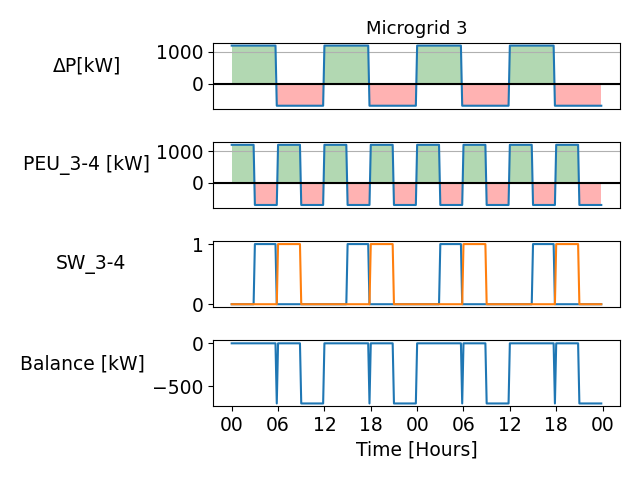 Microgrid 3
ΔP[kW]
1000
0
PEU_3-4 [kW]
1000
0
SW_3-4
1
0
Balance [kW]
0
−500
00 06 12 18 00 06 12 18 00
Time [Hours]